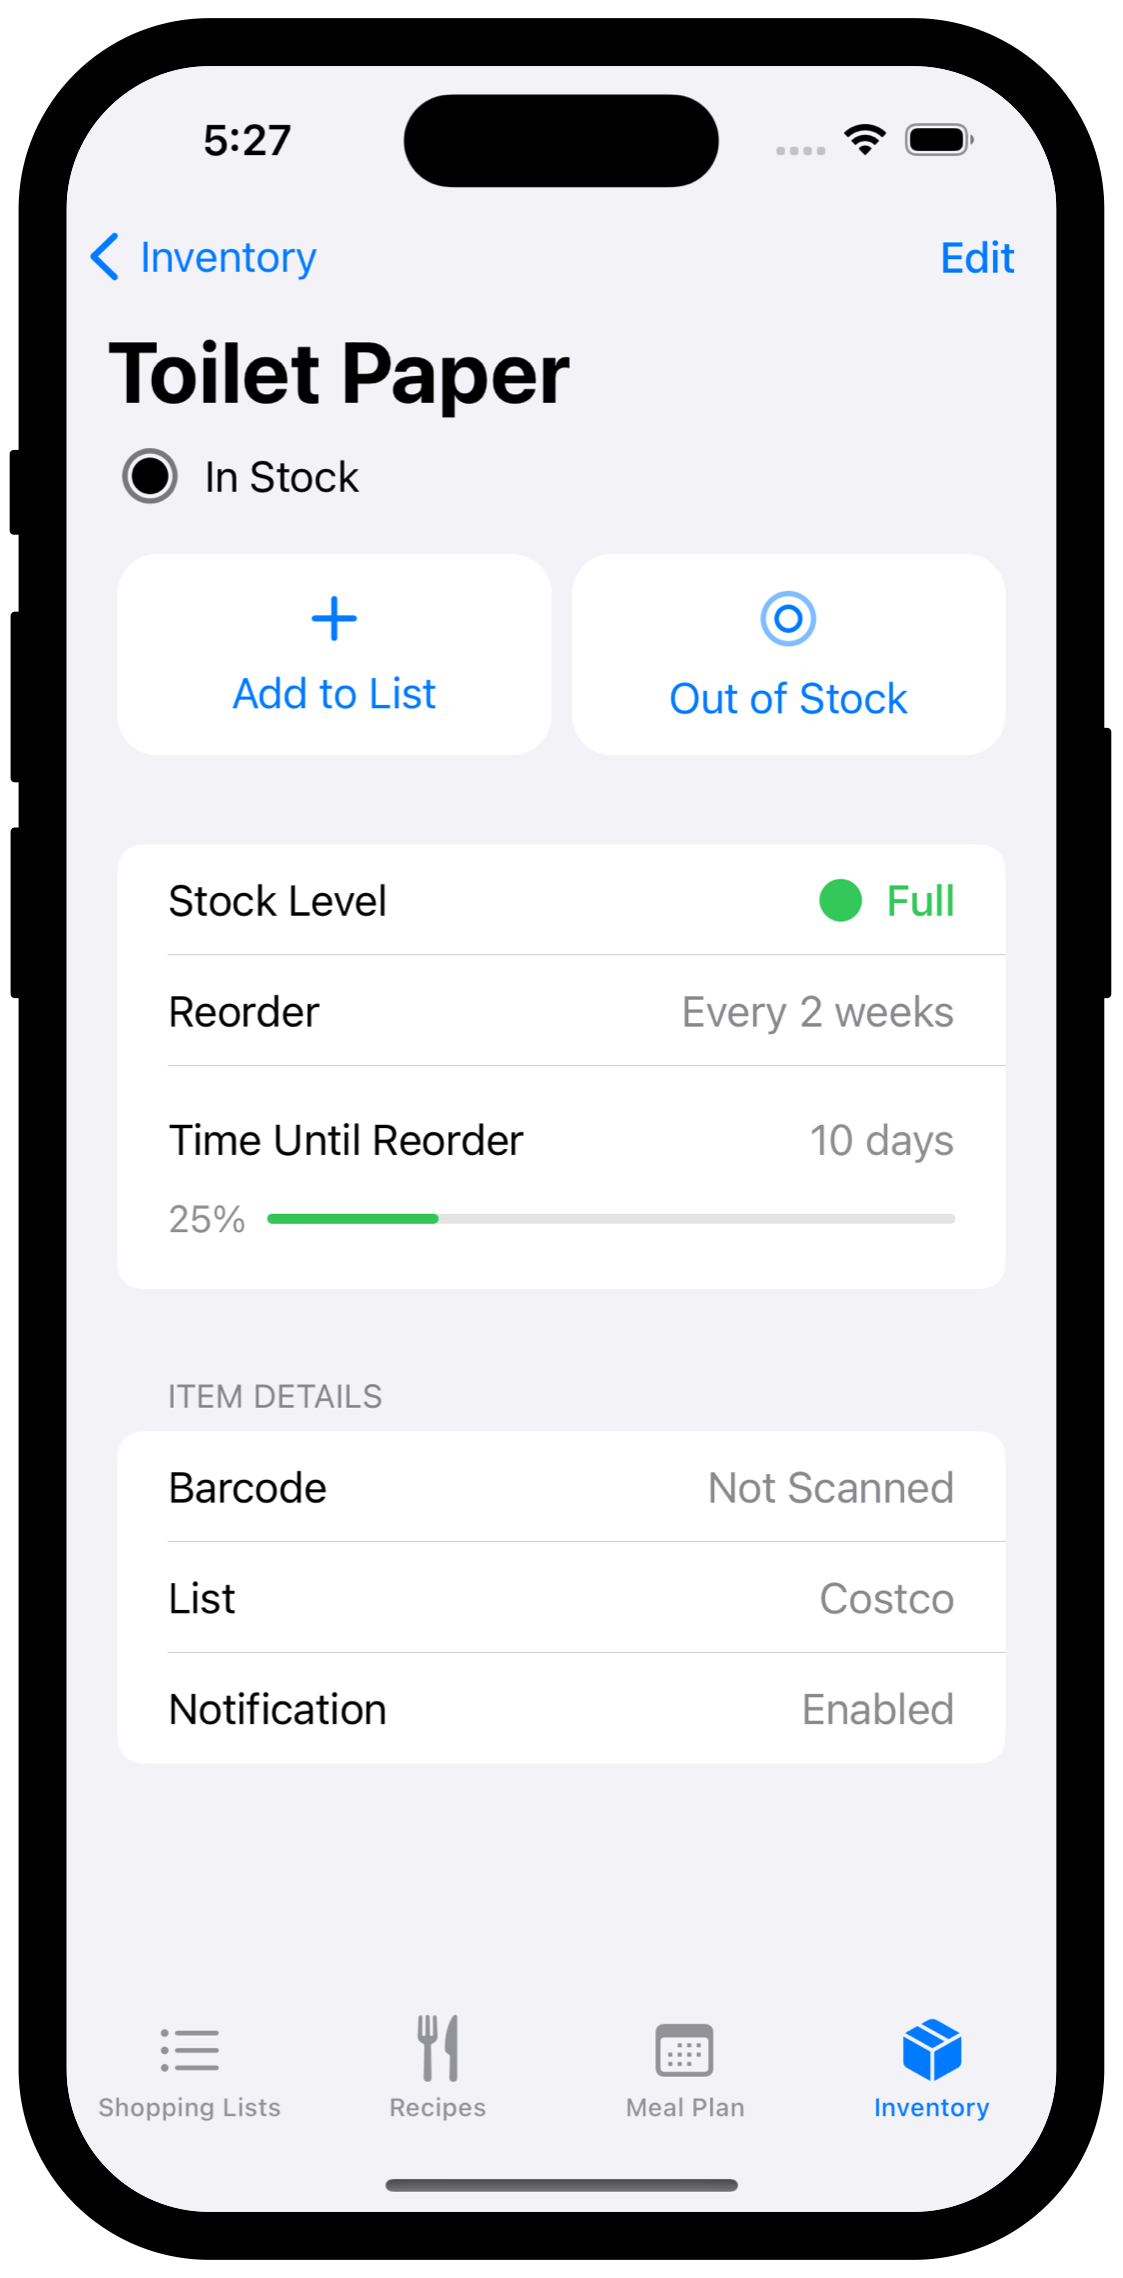 5:27
Inventory
Edit
Toilet Paper
In Stock
Add to List
Out of Stock
Stock Level
Full
Reorder
Every 2 weeks
Time Until Reorder
10 days
25%
ITEM DETAILS
Barcode
Not Scanned
List
Costco
Notification
Enabled
Shopping Lists
Recipes
Meal Plan
Inventory